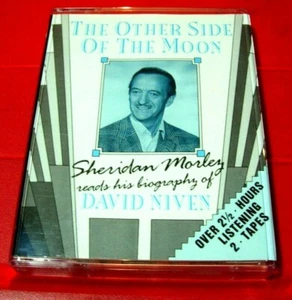 THE OTHER SIDE
OF THE MOON
Sheridan Morley
reads his biography of
DAVID NIVEN
OVER 2½ HOURS
LISTENING
2 - TAPES